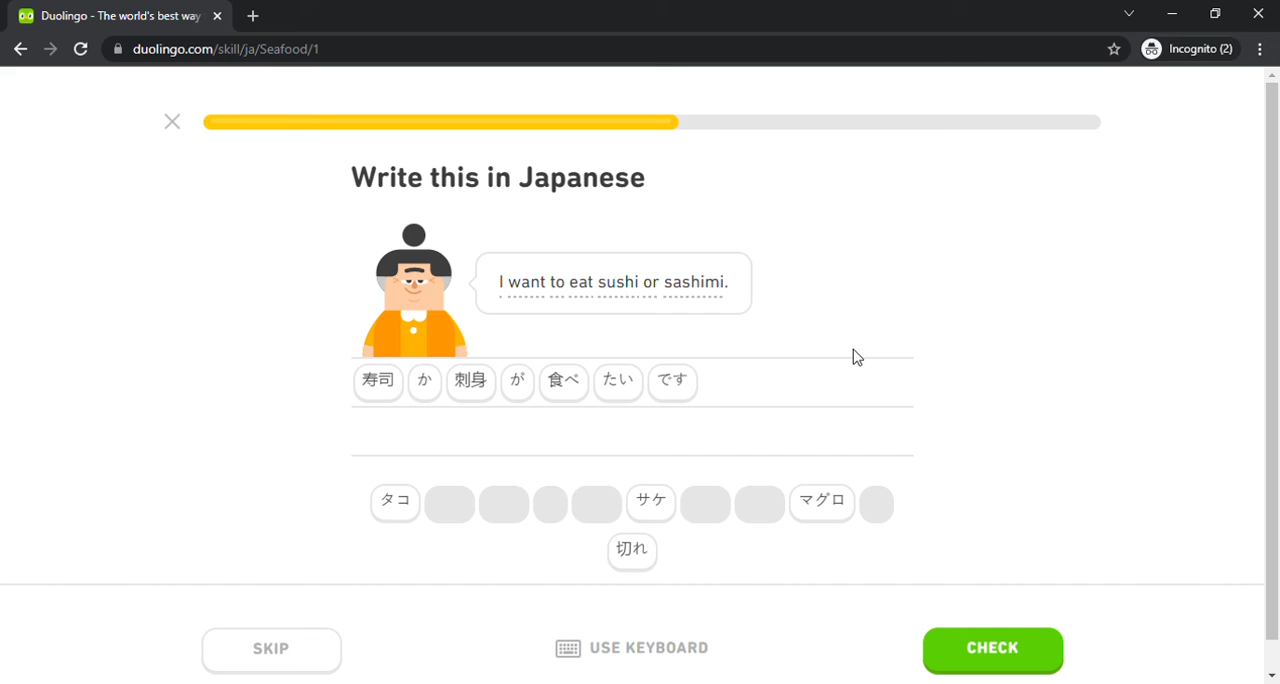 Duolingo - The world's best way
duolingo.com/skill/ja/Seafood/1
Incognito (2)
Write this in Japanese
I want to eat sushi or sashimi.
寿司 か 刺身 が 食べ たい です
タコ サケ マグロ
切れ
SKIP USE KEYBOARD CHECK